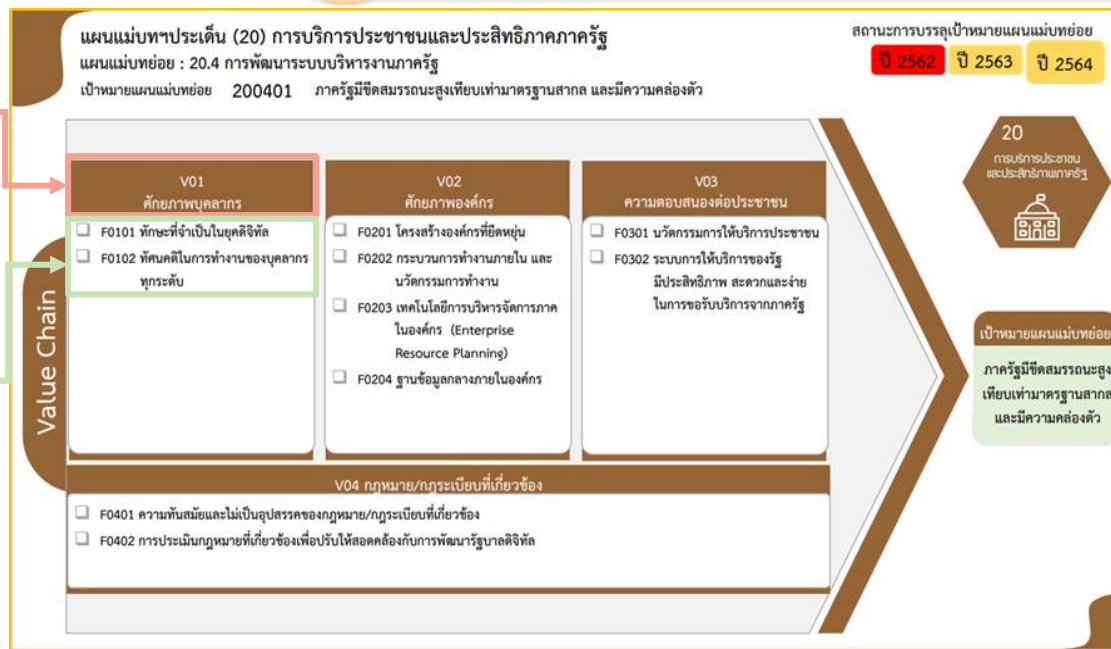 แผนแม่บทฯประเด็น (20) การบริการประชาชนและประสิทธิภาคภาครัฐ
แผนแม่บทย่อย : 20.4 การพัฒนาระบบบริหารงานภาครัฐ
เป้าหมายแผนแม่บทย่อย 200401 ภาครัฐมีขีดสมรรถนะสูงเทียบเท่ามาตรฐานสากล และมีความคล่องตัว
สถานะการบรรลุเป้าหมายแผนแม่บทย่อย
ปี 2562 ปี 2563 ปี 2564
Value Chain
V01
ศักยภาพบุคลากร
F0101 ทักษะที่จำเป็นในยุคดิจิทัล
F0102 ทัศนคติในการทำงานของบุคลากร
ทุกระดับ
V02
ศักยภาพองค์กร
F0201 โครงสร้างองค์กรที่ยืดหยุ่น
F0202 กระบวนการทำงานภายใน และ
นวัตกรรมการทำงาน
F0203 เทคโนโลยีการบริหารจัดการภาค
ในองค์กร (Enterprise
Resource Planning)
F0204 ฐานข้อมูลกลางภายในองค์กร
V03
ความตอบสนองต่อประชาชน
F0301 นวัตกรรมการให้บริการประชาชน
F0302 ระบบการให้บริการของรัฐ
มีประสิทธิภาพ สะดวกและง่าย
ในการขอรับบริการจากภาครัฐ
V04 กฎหมาย/กฎระเบียบที่เกี่ยวข้อง
F0401 ความทันสมัยและไม่เป็นอุปสรรคของกฎหมาย/กฎระเบียบที่เกี่ยวข้อง
F0402 การประเมินกฎหมายที่เกี่ยวข้องเพื่อปรับให้สอดคล้องกับการพัฒนารัฐบาลดิจิทัล
20
การบริการประชาชน
และประสิทธิภาพภาครัฐ
เป้าหมายแผนแม่บทย่อย
ภาครัฐมีขีดสมรรถนะสูง
เทียบเท่ามาตรฐานสากล
และมีความคล่องตัว